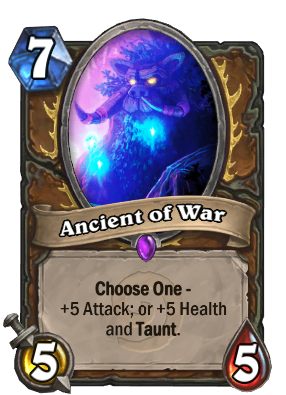 7
Ancient of War
Choose One -
+5 Attack; or +5 Health
and Taunt.
5 5